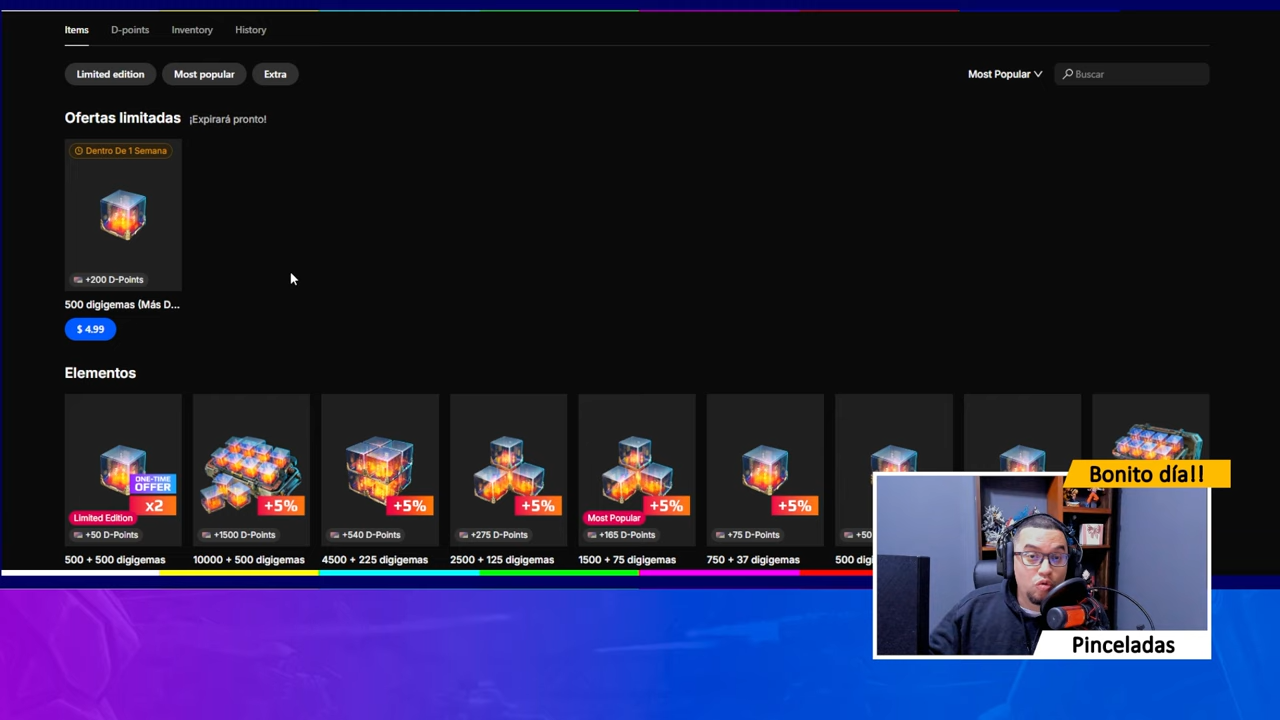 Items D-points Inventory History
Limited edition Most popular Extra Most Popular Buscar
Ofertas limitadas ¡Expirará pronto!
Dentro De 1 Semana
+200 D-Points
500 digigemas (Más D...
$ 4.99
Elementos
ONE-TIME
OFFER
x2 +5% +5% +5% +5% +5%
Limited Edition Most Popular
+50 D-Points +1500 D-Points +540 D-Points +275 D-Points +165 D-Points +75 D-Points +50
500 + 500 digigemas 10000 + 500 digigemas 4500 + 225 digigemas 2500 + 125 digigemas 1500 + 75 digigemas 750 + 37 digigemas 500 digi
Bonito día!!
Pinceladas